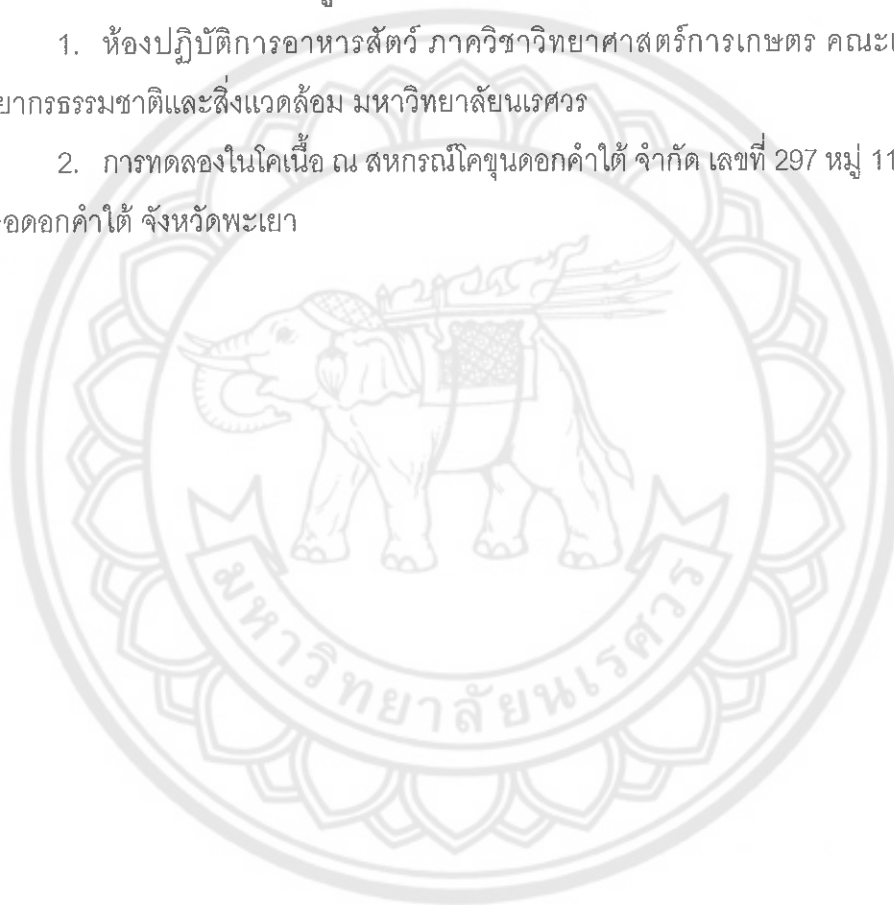 1. ห้องปฏิบัติการอาหารสัตว์ ภาควิชาวิทยาศาสตร์การเกษตร คณะเ
ยากรธรรมชาติและสิ่งแวดล้อม มหาวิทยาลัยนเรศวร
2. การทดลองในโคเนื้อ ณ สหกรณ์โคขุนดอกคำใต้ จำกัด เลขที่ 297 หมู่ 11
อดอกคำใต้ จังหวัดพะเยา
มหาวิทยาลัยนเรศวร